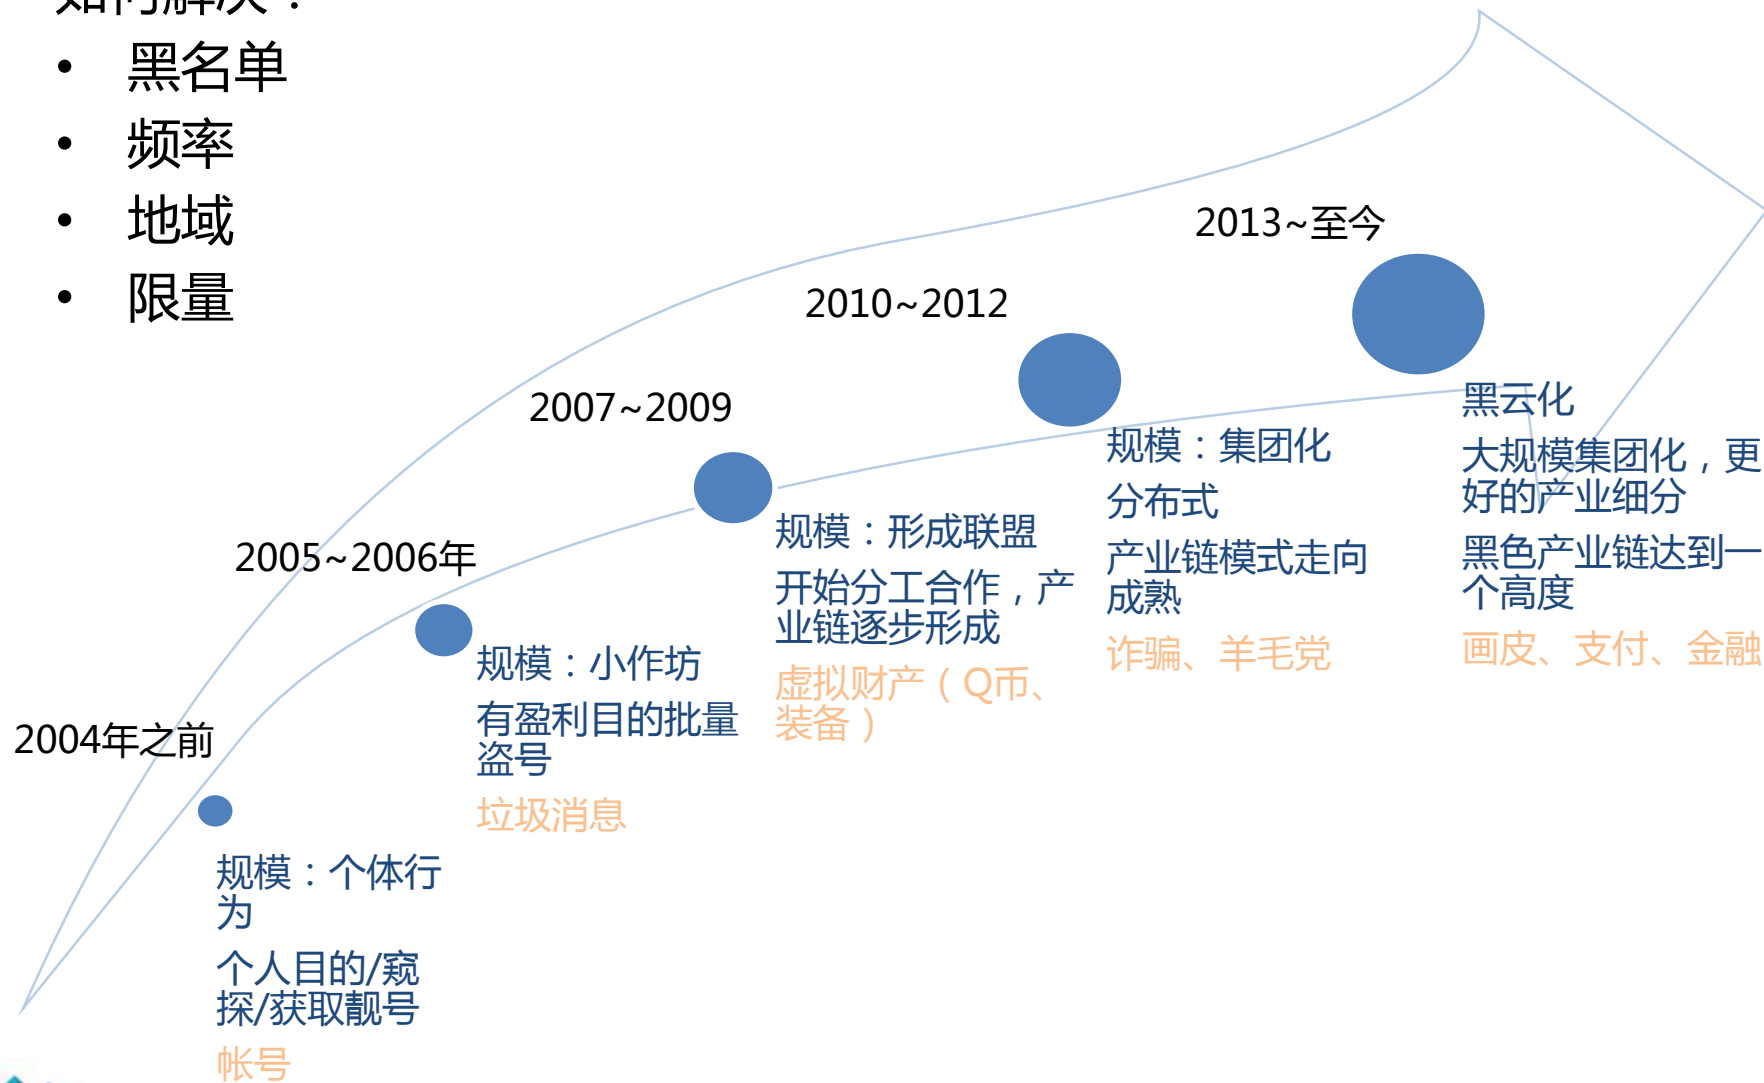 如何解决：
• 黑名单
• 频率
• 地域
• 限量
2004年之前
规模：个体行
为
个人目的/窥
探/获取靓号
帐号
2005~2006年
规模：小作坊
有盈利目的批量
盗号
垃圾消息
2007~2009
规模：形成联盟
开始分工合作，产
业链逐步形成
虚拟财产（Q币、
装备）
2010~2012
规模：集团化
分布式
产业链模式走向
成熟
诈骗、羊毛党
2013~至今
黑云化
大规模集团化，更
好的产业细分
黑色产业链达到一
个高度
画皮、支付、金融